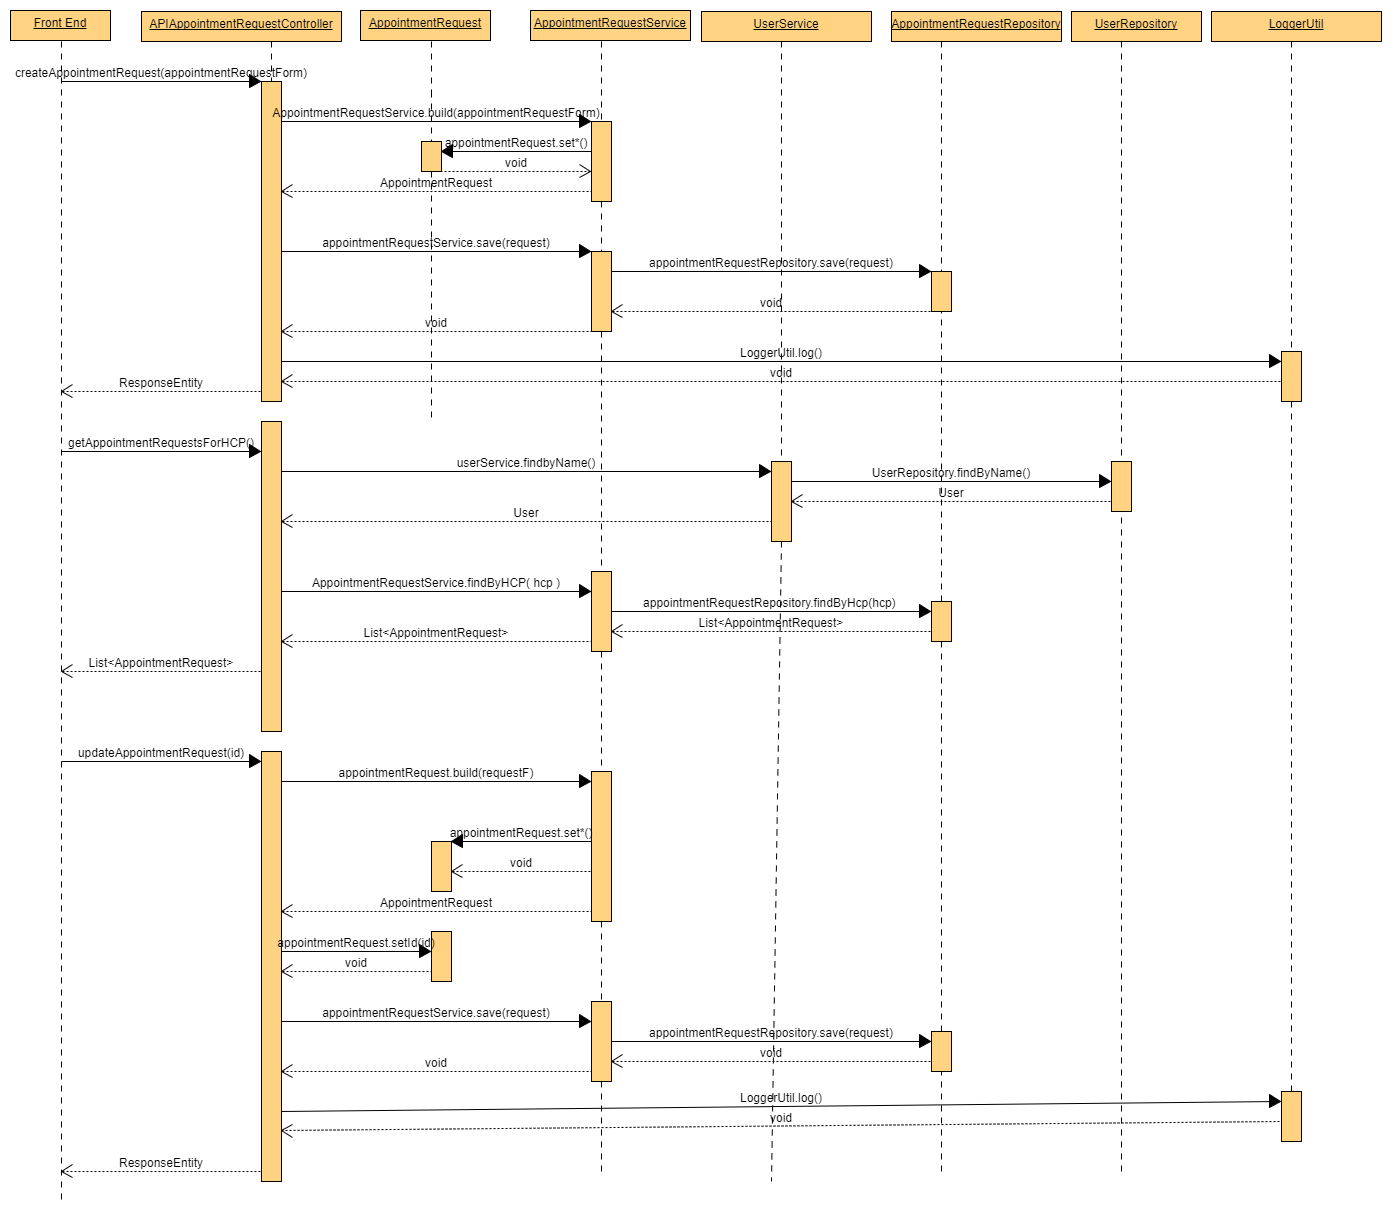 Front End
APIAppointmentRequestController
AppointmentRequest
AppointmentRequestService
UserService
AppointmentRequestRepository
UserRepository
LoggerUtil
createAppointmentRequest(appointmentRequestForm)
AppointmentRequestService.build(appointmentRequestForm)
appointmentRequest.set*()
void
AppointmentRequest
appointmentRequestService.save(request)
appointmentRequestRepository.save(request)
void
void
LoggerUtil.log()
void
ResponseEntity
getAppointmentRequestsForHCP()
userService.findbyName()
UserRepository.findByName()
User
User
AppointmentRequestService.findByHCP( hcp )
appointmentRequestRepository.findByHcp(hcp)
List<AppointmentRequest>
List<AppointmentRequest>
List<AppointmentRequest>
updateAppointmentRequest(id)
appointmentRequest.build(requestF)
appointmentRequest.set*()
void
AppointmentRequest
appointmentRequest.setId(id)
void
appointmentRequestService.save(request)
appointmentRequestRepository.save(request)
void
void
LoggerUtil.log()
void
ResponseEntity